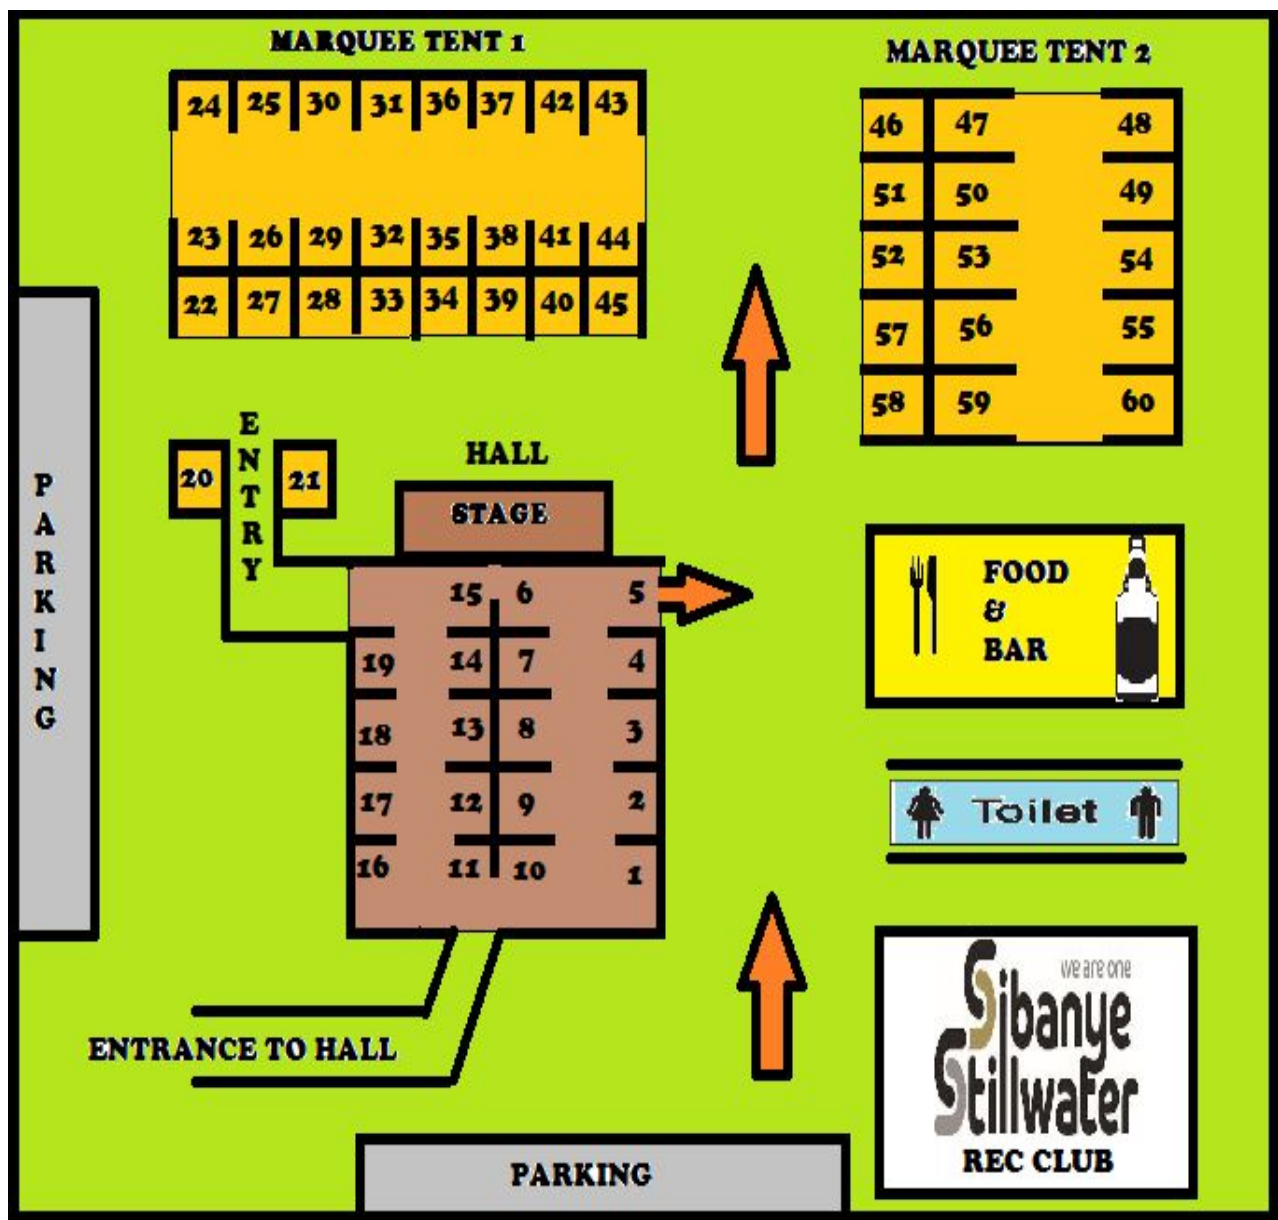 MARQUEE TENT 1
24 25 30 31 36 37 42 43
23 26 29 32 35 38 41 44
22 27 28 33 34 39 40 45
MARQUEE TENT 2
46 47 48
51 50 49
52 53 54
57 56 55
58 59 60
PARKING
ENTRY
20 21
HALL
STAGE
15 6 5
19 14 7 4
18 13 8 3
17 12 9 2
16 11 10 1
FOOD
&
BAR
Toilet
ENTRANCE TO HALL
we are one
Sibanye
Stillwater
REC CLUB
PARKING